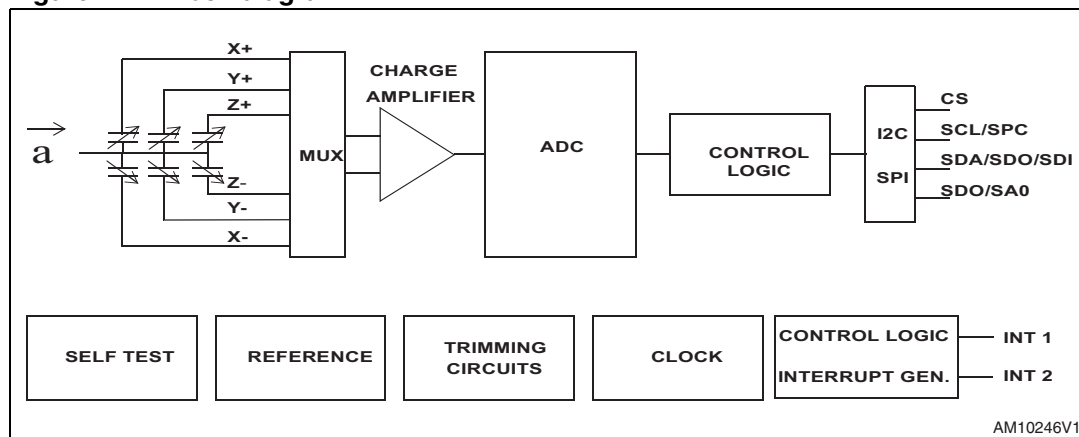 X+
Y+
Z+
a
Z-
Y-
X-
MUX
CHARGE
AMPLIFIER
ADC
CONTROL
LOGIC
I2C
SPI
CS
SCL/SPC
SDA/SDO/SDI
SDO/SA0
SELF TEST
REFERENCE
TRIMMING
CIRCUITS
CLOCK
CONTROL LOGIC
INTERRUPT GEN.
INT 1
INT 2
AM10246V1